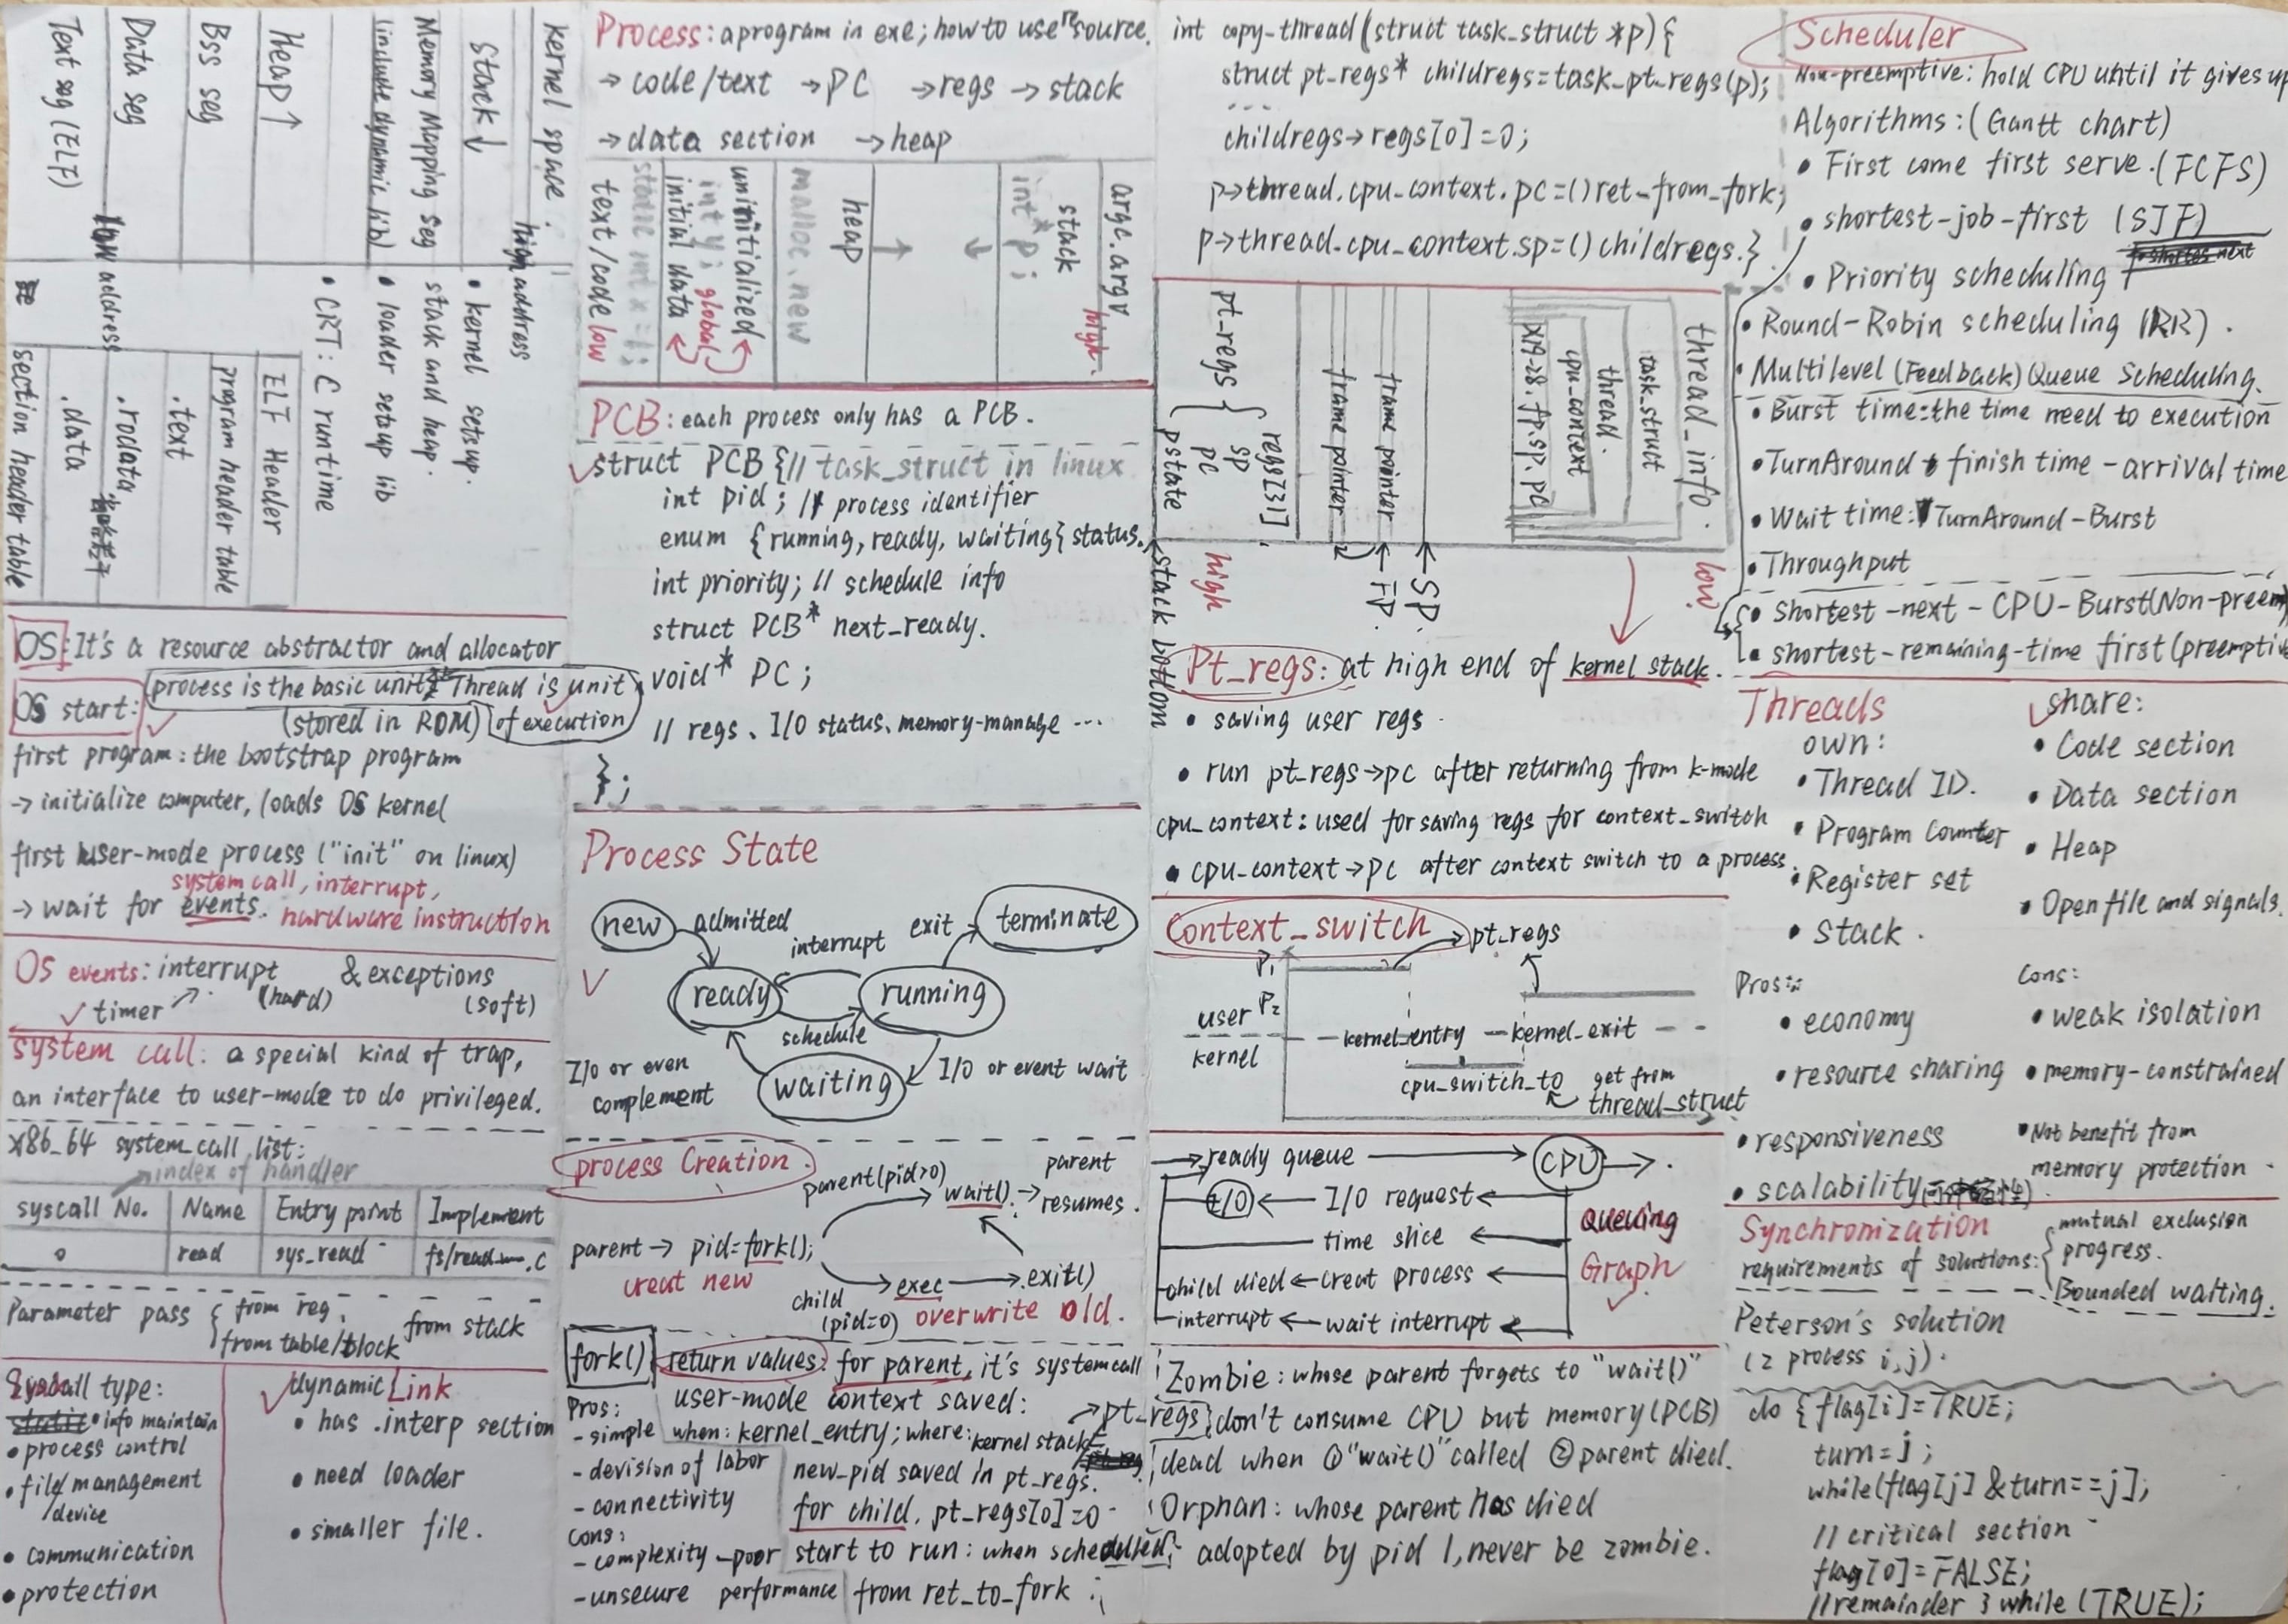 kernel space.
Stack ↓
Memory Mapping seg
(include dynamic lib)
Heap ↑
Bss seg
Data seg
Text seg (ELF)
high address
low address
• kernel setsup.
stack and heap.
• loader setsup lib
• CRT: C runtime
ELF Header
program header table
.text
.rodata
.data
section header table
OS: It's a resource abstractor and allocator
process is the basic unit. Thread is unit
of execution
OS start:
(stored in ROM)
first program: the bootstrap program
→ initialize computer, loads OS kernel
first user-mode process ("init" on linux)
system call, interrupt,
→ wait for events. hardware instruction
OS events: interrupt & exceptions
✓ timer ↗ (hard) (soft)
system call: a special kind of trap,
an interface to user-mode to do privileged.
x86_64 system_call list:
index of handler
syscall No. Name Entry point Implement
0 read sys_read fs/read_.c
Parameter pass { from reg, from stack
from table/block
Syscall type:
• info maintain
• process control
• file management
/device
• communication
• protection
✓ dynamic Link
• has .interp section
• need loader
• smaller file.
Process: a program in exe; how to use resource.
→ code/text → PC → regs → stack
→ data section → heap
argc.argv
high.
stack
int* p;
↓
↑
heap
malloc.new
uninitialized
int y; global
initial data
static int x=1;
text/code low
PCB: each process only has a PCB.
✓ struct PCB {// task_struct in linux
int pid; // process identifier
enum {running, ready, waiting} status.
int priority; // schedule info
struct PCB* next_ready.
void* PC;
// regs、I/O status、memory-manage ...
};
Process State
new admitted exit terminate
interrupt
✓ ready running
schedule
I/O or even
complement
waiting
I/O or event wait
process Creation.
parent(pid>0) wait(). → parent
resumes.
parent → pid=fork();
creat new
child
(pid=0)
exec → exit()
overwrite old.
fork() return values: for parent, it's systemcall
user-mode context saved: → pt_regs
when: kernel_entry; where: kernel stack
new_pid saved in pt_regs.
for child, pt_regs[0]=0
start to run: when scheduled;
from ret_to_fork
Pros:
- simple
- devision of labor
- connectivity
Cons:
- complexity - poor
- unsecure performance
int copy-thread(struct task_struct *p){
struct pt_regs* childregs=task_pt_regs(p);
...
childregs→regs[0]=0;
p→thread.cpu_context.pc=()ret_from_fork;
p→thread.cpu_context.sp=()childregs.}
thread_info.
task_struct
thread.
cpu_context
x19-28.fp.sp.pc
frame pointer
frame pointer
pt_regs { regs[31].
sp
pc
pstate
low.
← SP.
← FP.
high
stack bottom
Pt_regs: at high end of kernel stack.
• saving user regs
• run pt_regs→pc after returning from k-mode
cpu_context: used for saving regs for context_switch
• cpu_context→pc after context switch to a process.
Context_switch → pt_regs
P₁
user P₂
kernel
kernel_entry kernel_exit
cpu_switch_to get from
thread_struct
→ ready queue → CPU → .
I/O ← I/O request ←
time slice ←
child died ← creat process ←
interrupt ← wait interrupt ←
Queuing
Graph
✓
Zombie: whose parent forgets to "wait()"
don't consume CPU but memory(PCB)
dead when ①"wait()" called ②parent died.
Orphan: whose parent has died
adopted by pid 1, never be zombie.
Scheduler
Non-preemptive: hold CPU until it gives up
Algorithms: (Gantt chart)
• First come first serve. (FCFS)
• shortest-job-first (SJF)
• Priority scheduling
• Round-Robin scheduling (RR).
• Multilevel (Feedback) Queue Scheduling.
• Burst time: the time need to execution
• TurnAround finish time - arrival time
• Wait time: TurnAround-Burst
• Throughput
• shortest-next-CPU-Burst(Non-preem
• shortest-remaining-time first(preempti
Threads
own:
• Thread ID.
• Program Counter
• Register set
• stack.
✓ share:
• Code section
• Data section
• Heap
• Open file and signals.
Pros:
• economy
• resource sharing
• responsiveness
• scalability
Cons:
• weak isolation
• memory-constrained
• Not benefit from
memory protection
Synchronization
requirements of solutions: { mutual exclusion
progress.
Bounded waiting.
Peterson's solution
(2 process i, j).
do {flag[i]=TRUE;
turn=j;
while(flag[j] & turn==j];
// critical section
flag[0]=FALSE;
//remainder } while (TRUE);